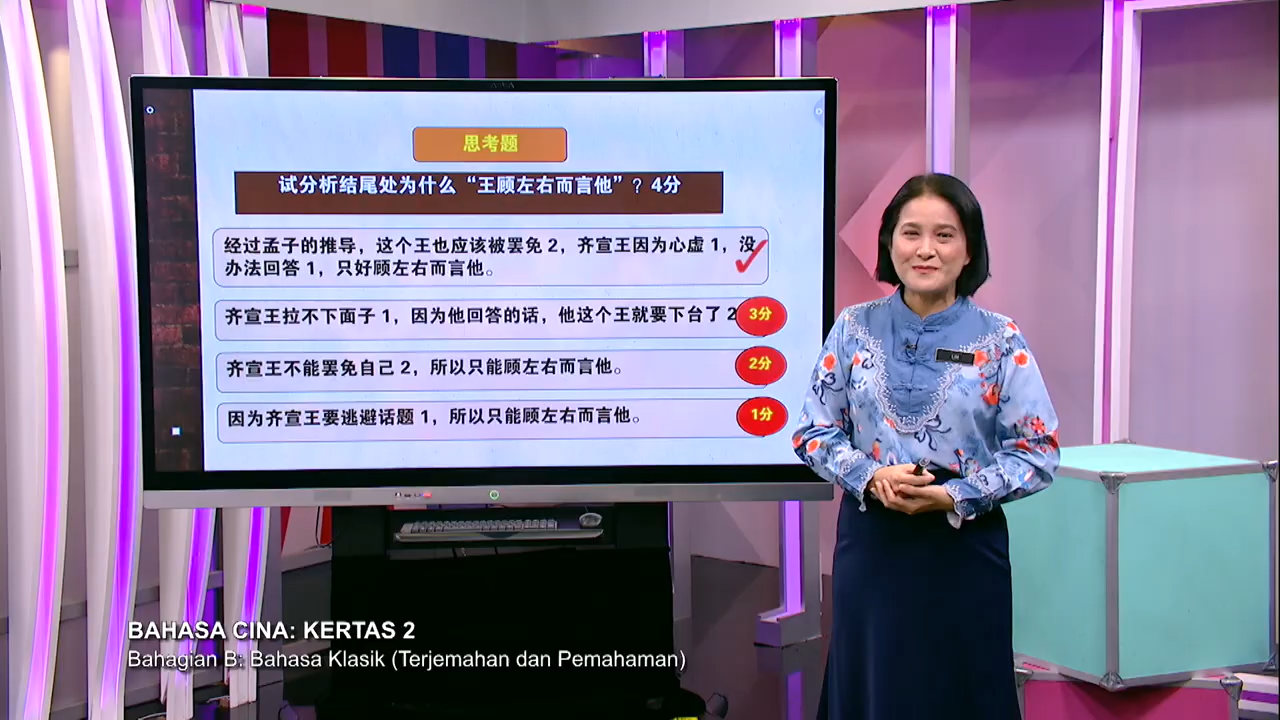 思考题
试分析结尾处为什么“王顾左右而言他”？4分
经过孟子的推导，这个王也应该被罢免 2，齐宣王因为心虚 1，没
办法回答 1，只好顾左右而言他。
齐宣王拉不下面子 1，因为他回答的话，他这个王就要下台了 2
3分
齐宣王不能罢免自己 2，所以只能顾左右而言他。
2分
因为齐宣王要逃避话题 1，所以只能顾左右而言他。
1分
BAHASA CINA: KERTAS 2
Bahagian B: Bahasa Klasik (Terjemahan dan Pemahaman)